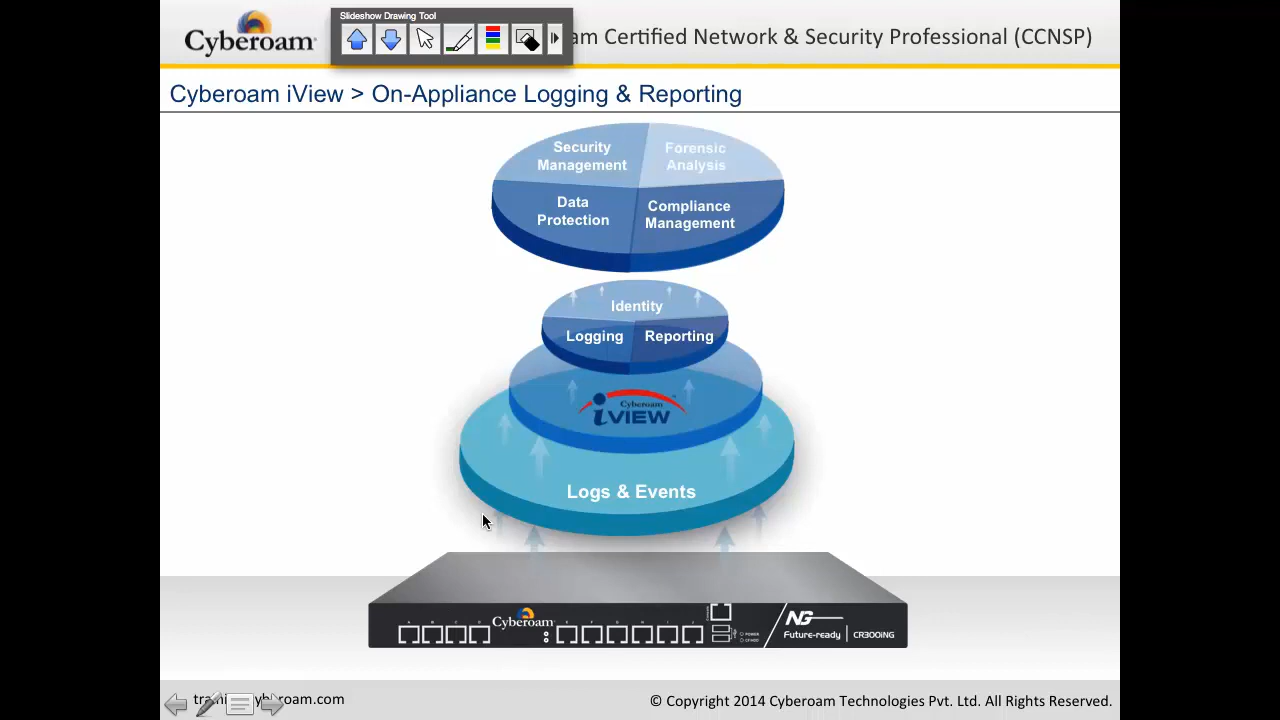 Slideshow Drawing Tool
Cyberoam
am Certified Network & Security Professional (CCNSP)
Cyberoam iView > On-Appliance Logging & Reporting
Security
Management
Forensic
Analysis
Data
Protection
Compliance
Management
Identity
Logging
Reporting
Cyberoam
iVIEW
Logs & Events
A B C D
Cyberoam
E F G H I J
POWER
NG
Future-ready
CR300iNG
© Copyright 2014 Cyberoam Technologies Pvt. Ltd. All Rights Reserved.